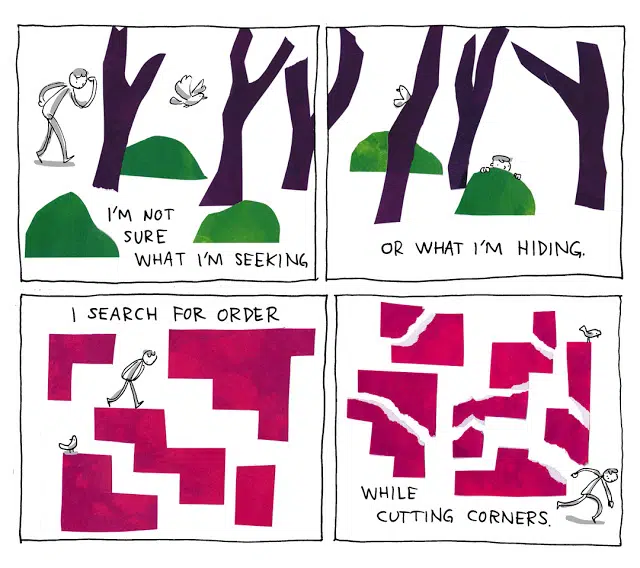 I'M NOT
SURE
WHAT I'M SEEKING
OR WHAT I'M HIDING.
I SEARCH FOR ORDER
WHILE
CUTTING CORNERS.